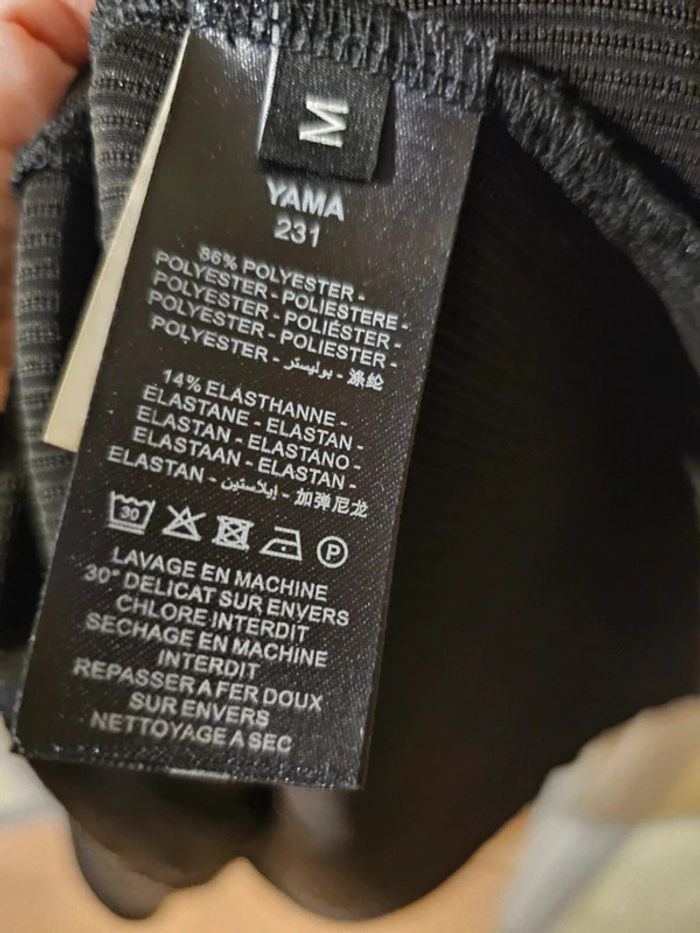 M
YAMA
231
86% POLYESTER -
POLYESTER - POLIESTERE -
POLYESTER - POLIÉSTER -
POLYESTER - POLIESTER -
POLYESTER - بوليستر - 涤纶
14% ELASTHANNE -
ELASTANE - ELASTAN -
ELASTAN - ELASTANO -
ELASTAAN - ELASTAN -
ELASTAN - إيلاستين - 加弹尼龙
30 P
LAVAGE EN MACHINE
30° DELICAT SUR ENVERS
CHLORE INTERDIT
SECHAGE EN MACHINE
INTERDIT
REPASSER A FER DOUX
SUR ENVERS
NETTOYAGE A SEC